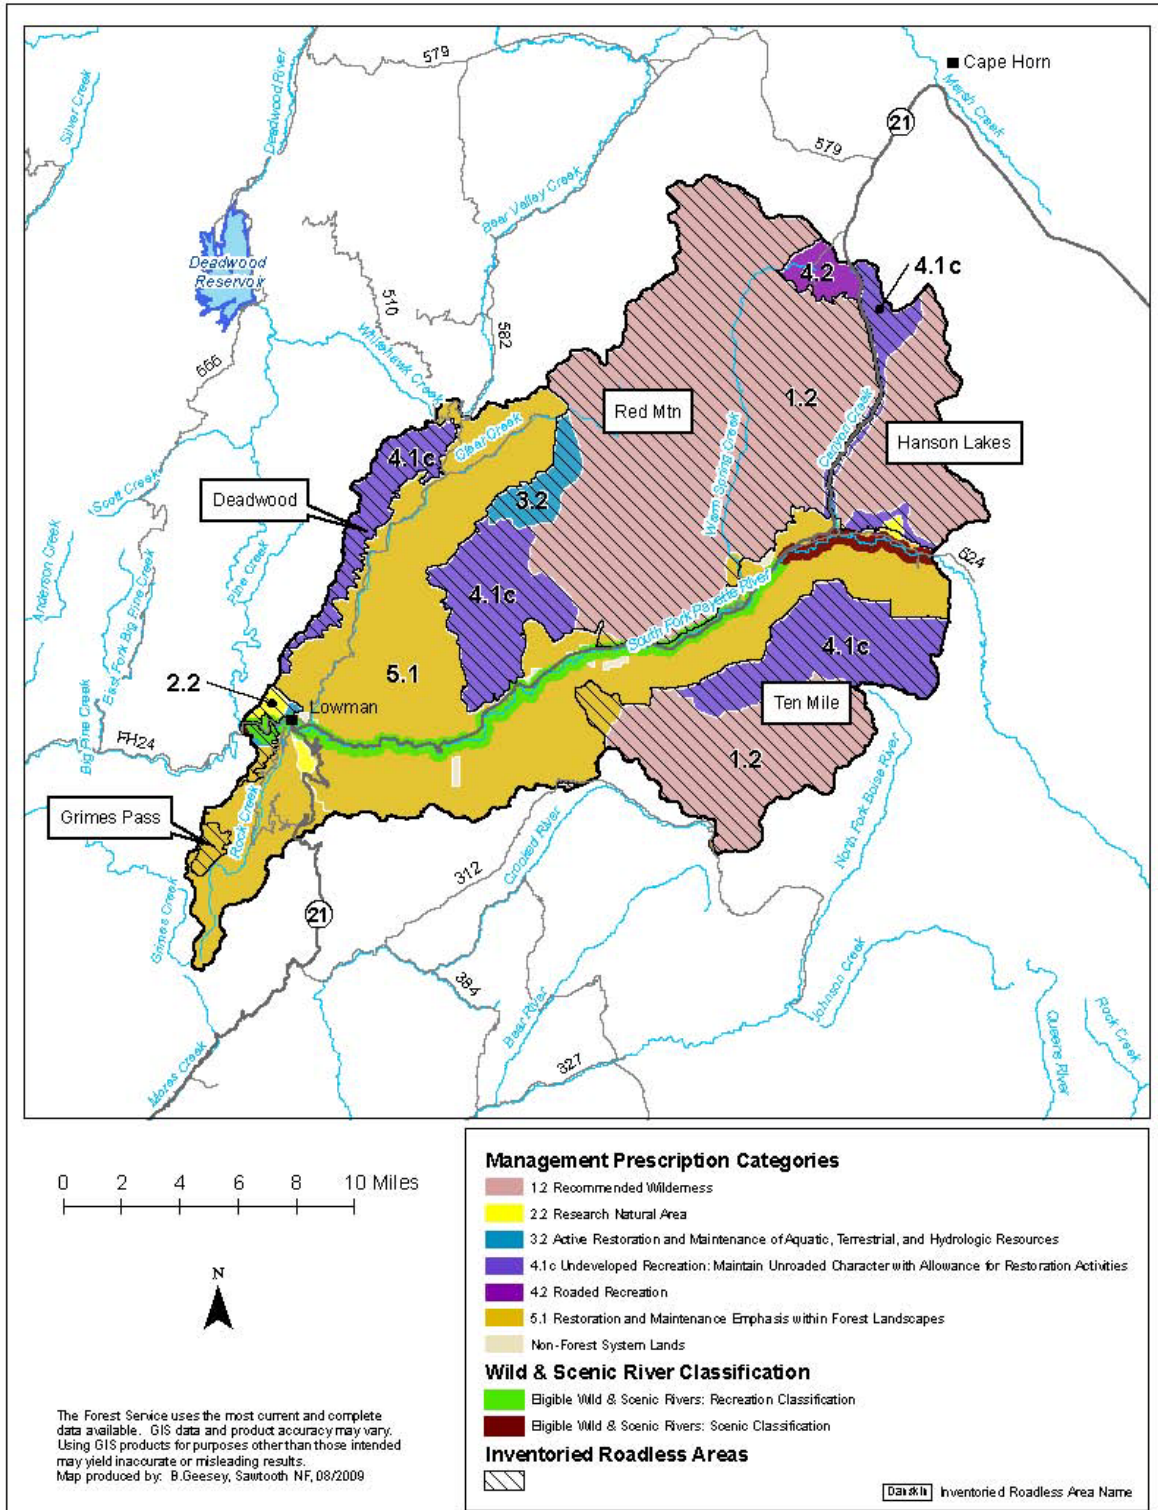 579
Cape Horn
Silver Creek
Deadwood River
Marsh Creek
21
579
Bear Valley Creek
Deadwood
Reservoir
4.2
4.1c
510
582
Whitehawk Creek
555
Red Mtn
1.2
Canyon Creek
Hanson Lakes
4.1c
Clear Creek
Warm Spring Creek
Scott Creek
Deadwood
3.2
524
Anderson Creek
East Fork Big Pine Creek
Pine Creek
4.1c
South Fork Payette River
4.1c
5.1
2.2
Lowman
Ten Mile
Big Pine Creek
FH24
1.2
North Fork Boise River
Grimes Pass
Rock Creek
Crooked River
312
Grimes Creek
21
384
Bear River
Johnson Creek
Queens River
Rock Creek
Mores Creek
327
0 2 4 6 8 10 Miles
N
The Forest Service uses the most current and complete
data available. GIS data and product accuracy may vary.
Using GIS products for purposes other than those intended
may yield inaccurate or misleading results.
Map produced by: B.Geesey, Sawtooth NF, 08/2009
Management Prescription Categories
1.2 Recommended Wilderness
2.2 Research Natural Area
3.2 Active Restoration and Maintenance of Aquatic, Terrestrial, and Hydrologic Resources
4.1c Undeveloped Recreation: Maintain Unroaded Character with Allowance for Restoration Activities
4.2 Roaded Recreation
5.1 Restoration and Maintenance Emphasis within Forest Landscapes
Non-Forest System Lands
Wild & Scenic River Classification
Eligible Wild & Scenic Rivers: Recreation Classification
Eligible Wild & Scenic Rivers: Scenic Classification
Inventoried Roadless Areas
Danskin Inventoried Roadless Area Name